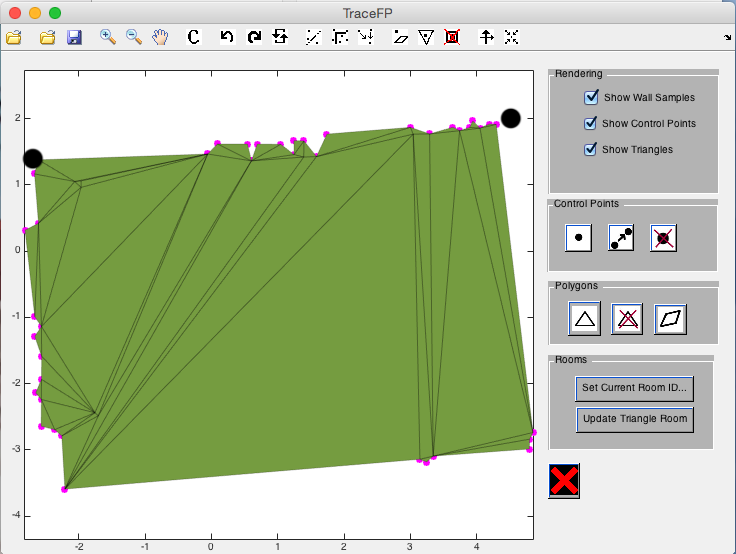 TraceFP
C
2
1
0
-1
-2
-3
-4
-2
-1
0
1
2
3
4
Rendering
Show Wall Samples
Show Control Points
Show Triangles
Control Points
Polygons
Rooms
Set Current Room ID...
Update Triangle Room